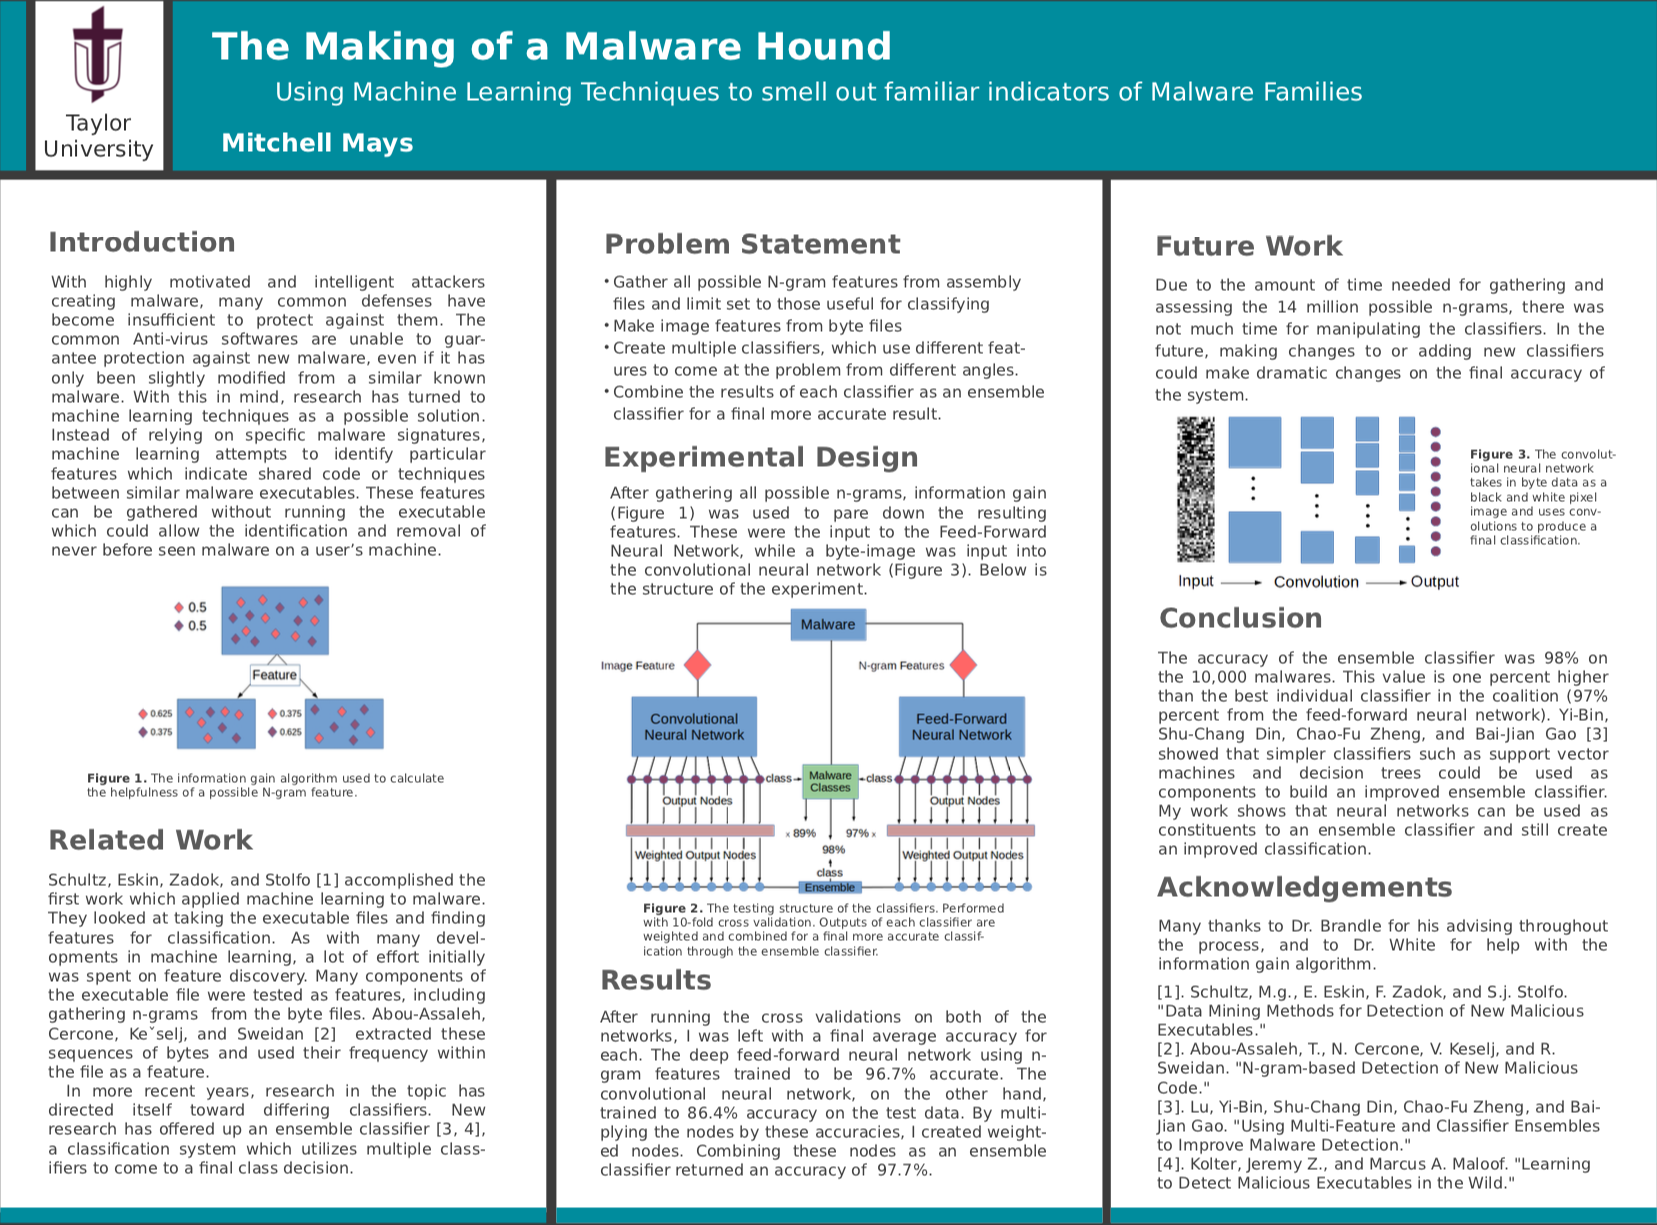 Taylor
University
The Making of a Malware Hound
Using Machine Learning Techniques to smell out familiar indicators of Malware Families
Mitchell Mays
Introduction
With highly motivated and intelligent attackers
creating malware, many common defenses have
become insufficient to protect against them. The
common Anti-virus softwares are unable to guar-
antee protection against new malware, even if it has
only been slightly modified from a similar known
malware. With this in mind, research has turned to
machine learning techniques as a possible solution.
Instead of relying on specific malware signatures,
machine learning attempts to identify particular
features which indicate shared code or techniques
between similar malware executables. These features
can be gathered without running the executable
which could allow the identification and removal of
never before seen malware on a user's machine.
0.5
0.5
Feature
0.625
0.375
0.375
0.625
Figure 1. The information gain algorithm used to calculate
the helpfulness of a possible N-gram feature.
Related Work
Schultz, Eskin, Zadok, and Stolfo [1] accomplished the
first work which applied machine learning to malware.
They looked at taking the executable files and finding
features for classification. As with many devel-
opments in machine learning, a lot of effort initially
was spent on feature discovery. Many components of
the executable file were tested as features, including
gathering n-grams from the byte files. Abou-Assaleh,
Cercone, Keˇselj, and Sweidan [2] extracted these
sequences of bytes and used their frequency within
the file as a feature.
In more recent years, research in the topic has
directed itself toward differing classifiers. New
research has offered up an ensemble classifier [3, 4],
a classification system which utilizes multiple class-
ifiers to come to a final class decision.
Problem Statement
• Gather all possible N-gram features from assembly
files and limit set to those useful for classifying
• Make image features from byte files
• Create multiple classifiers, which use different feat-
ures to come at the problem from different angles.
• Combine the results of each classifier as an ensemble
classifier for a final more accurate result.
Experimental Design
After gathering all possible n-grams, information gain
(Figure 1) was used to pare down the resulting
features. These were the input to the Feed-Forward
Neural Network, while a byte-image was input into
the convolutional neural network (Figure 3). Below is
the structure of the experiment.
Malware
Image Feature
N-gram Features
Convolutional
Neural Network
Feed-Forward
Neural Network
class
Malware
Classes
class
Output Nodes
Output Nodes
x 89%
97% x
98%
Weighted Output Nodes
Weighted Output Nodes
class
Ensemble
Figure 2. The testing structure of the classifiers. Performed
with 10-fold cross validation. Outputs of each classifier are
weighted and combined for a final more accurate classif-
ication through the ensemble classifier.
Results
After running the cross validations on both of the
networks, I was left with a final average accuracy for
each. The deep feed-forward neural network using n-
gram features trained to be 96.7% accurate. The
convolutional neural network, on the other hand,
trained to 86.4% accuracy on the test data. By multi-
plying the nodes by these accuracies, I created weight-
ed nodes. Combining these nodes as an ensemble
classifier returned an accuracy of 97.7%.
Future Work
Due to the amount of time needed for gathering and
assessing the 14 million possible n-grams, there was
not much time for manipulating the classifiers. In the
future, making changes to or adding new classifiers
could make dramatic changes on the final accuracy of
the system.
Input
Convolution
Output
Figure 3. The convolut-
ional neural network
takes in byte data as a
black and white pixel
image and uses conv-
olutions to produce a
final classification.
Conclusion
The accuracy of the ensemble classifier was 98% on
the 10,000 malwares. This value is one percent higher
than the best individual classifier in the coalition (97%
percent from the feed-forward neural network). Yi-Bin,
Shu-Chang Din, Chao-Fu Zheng, and Bai-Jian Gao [3]
showed that simpler classifiers such as support vector
machines and decision trees could be used as
components to build an improved ensemble classifier.
My work shows that neural networks can be used as
constituents to an ensemble classifier and still create
an improved classification.
Acknowledgements
Many thanks to Dr. Brandle for his advising throughout
the process, and to Dr. White for help with the
information gain algorithm.
[1]. Schultz, M.g., E. Eskin, F. Zadok, and S.j. Stolfo.
"Data Mining Methods for Detection of New Malicious
Executables."
[2]. Abou-Assaleh, T., N. Cercone, V. Keselj, and R.
Sweidan. "N-gram-based Detection of New Malicious
Code."
[3]. Lu, Yi-Bin, Shu-Chang Din, Chao-Fu Zheng, and Bai-
Jian Gao. "Using Multi-Feature and Classifier Ensembles
to Improve Malware Detection."
[4]. Kolter, Jeremy Z., and Marcus A. Maloof. "Learning
to Detect Malicious Executables in the Wild."